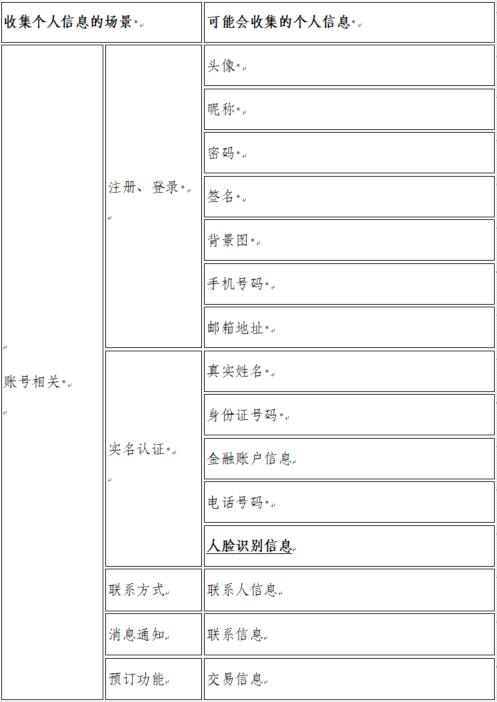 收集个人信息的场景
可能会收集的个人信息
账号相关
注册、登录
头像
昵称
密码
签名
背景图
手机号码
邮箱地址
实名认证
真实姓名
身份证号码
金融账户信息
电话号码
人脸识别信息
联系方式
联系人信息
消息通知
联系信息
预订功能
交易信息